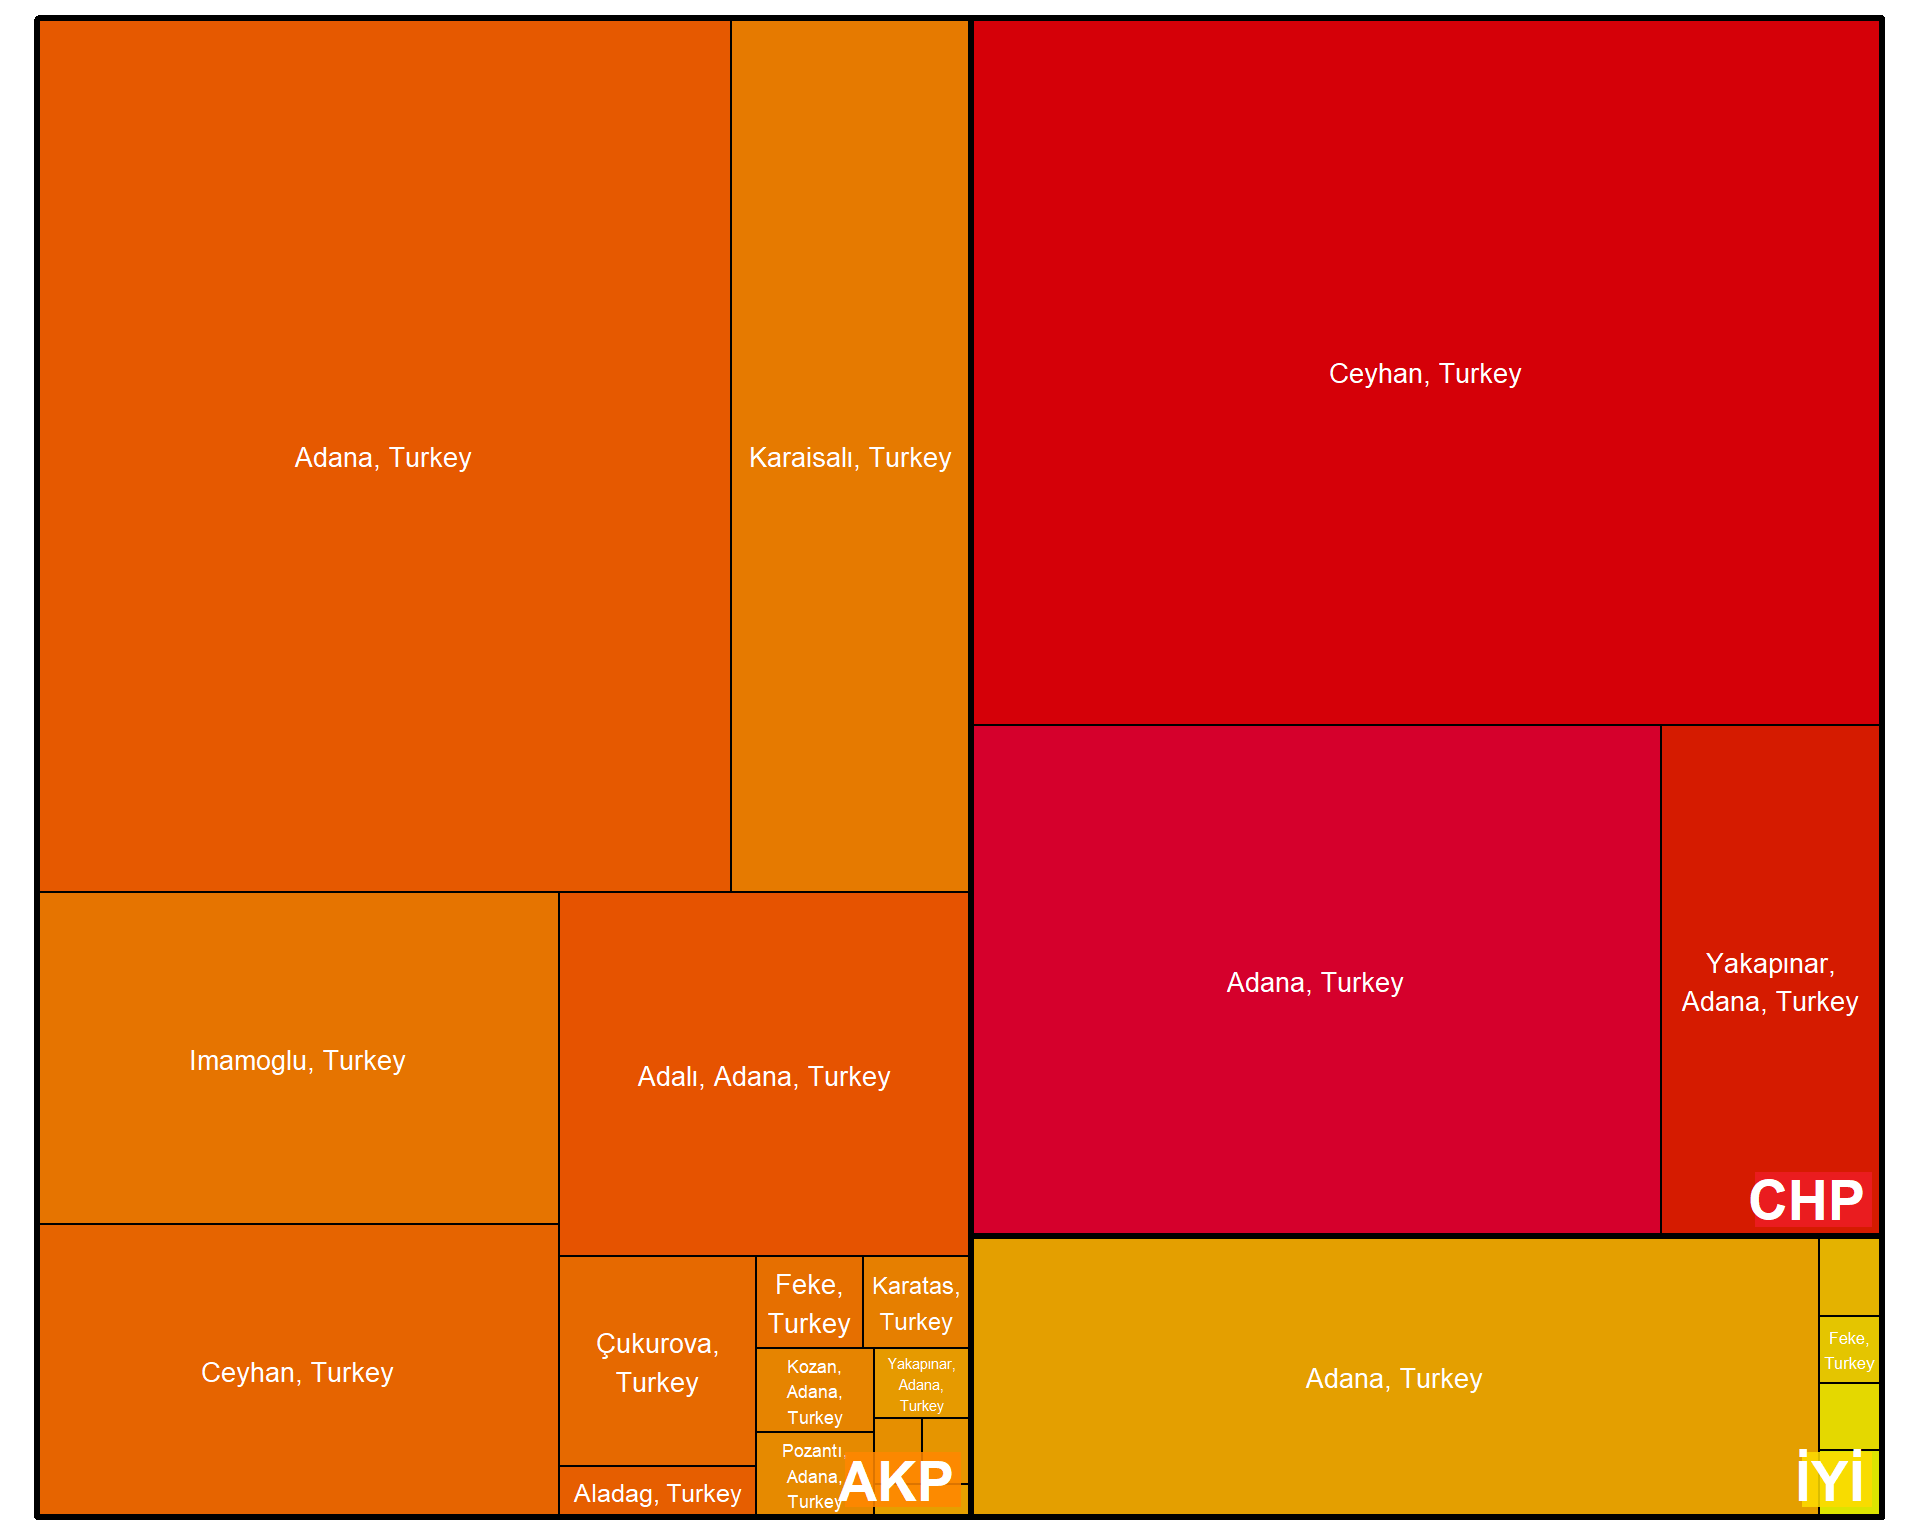 Adana, Turkey
Karaisalı, Turkey
Imamoglu, Turkey
Adalı, Adana, Turkey
Ceyhan, Turkey
Çukurova,
Turkey
Aladag, Turkey
Feke,
Turkey
Karatas,
Turkey
Kozan,
Adana,
Turkey
Yakapınar,
Adana,
Turkey
Pozantı,
Adana,
Turkey
AKP
Ceyhan, Turkey
Adana, Turkey
Yakapınar,
Adana, Turkey
CHP
Adana, Turkey
Feke,
Turkey
İYİ